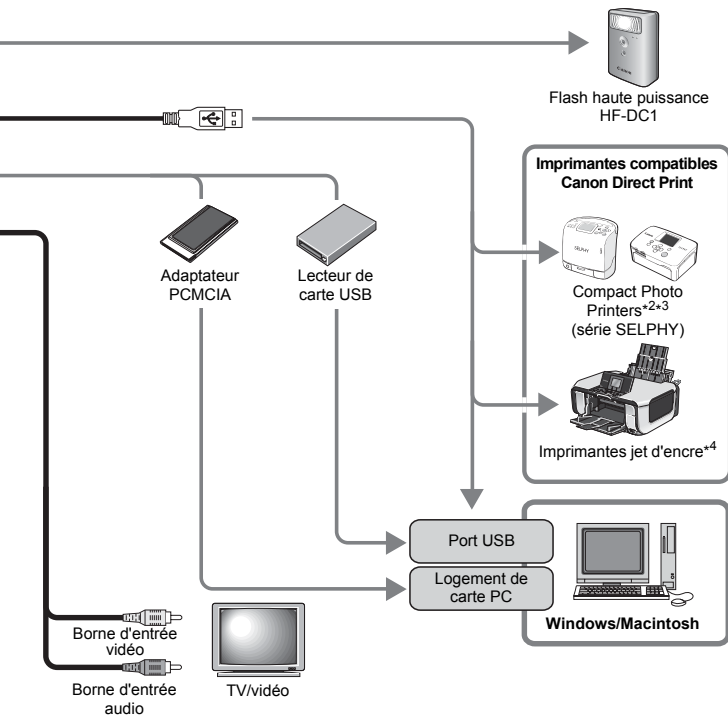 Flash haute puissance
HF-DC1
Imprimantes compatibles
Canon Direct Print
SELPHY
Adaptateur
PCMCIA
Lecteur de
carte USB
Compact Photo
Printers*2*3
(série SELPHY)
Imprimantes jet d'encre*4
Port USB
Logement de
carte PC
Windows/Macintosh
Borne d'entrée
vidéo
TV/vidéo
Borne d'entrée
audio